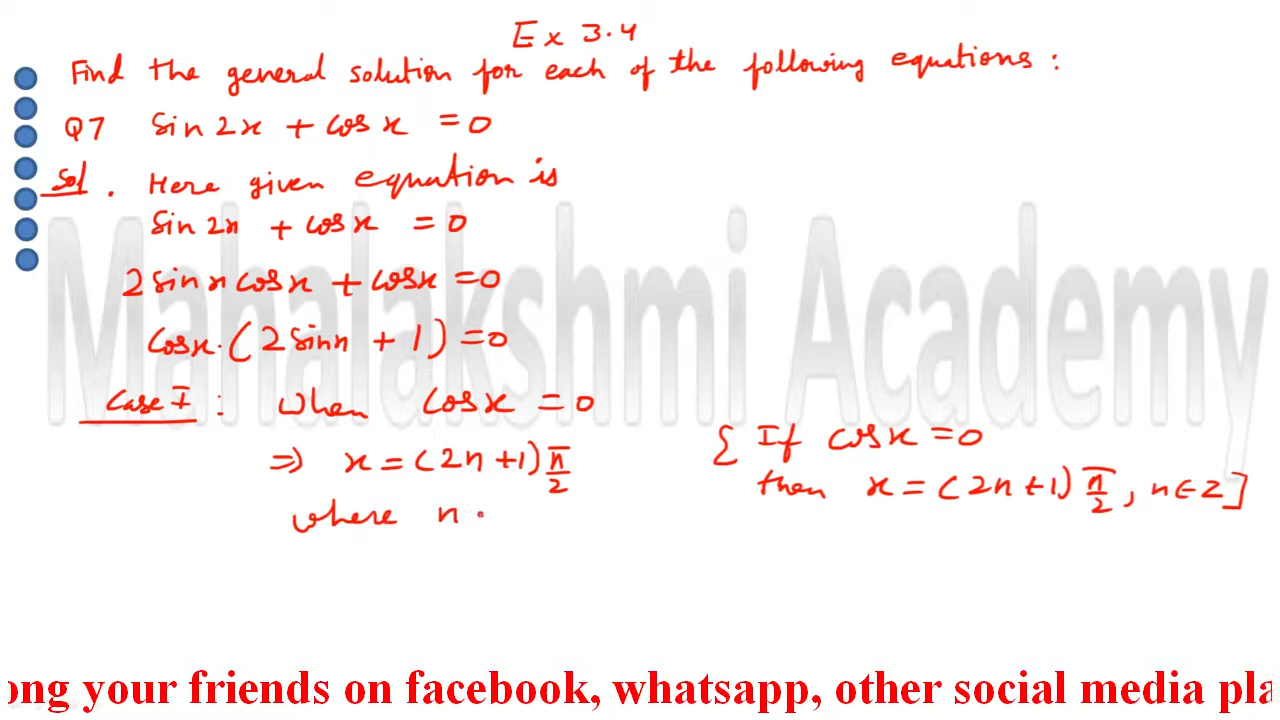 Ex 3.4
Find the general solution for each of the following equations :
Q7 Sin 2x + cos x = 0
Sol . Here given equation is
Sin 2x + cos x = 0
2 sin x cos x + cos x = 0
cos x . ( 2 sin x + 1 ) = 0
Case I : when cos x = 0
{ If cos x = 0
⇒ x = (2n + 1) π/2
then x = (2n + 1) π/2 , n ∈ Z ]
where n .
Mahalakshmi Academy
ong your friends on facebook, whatsapp, other social media pla